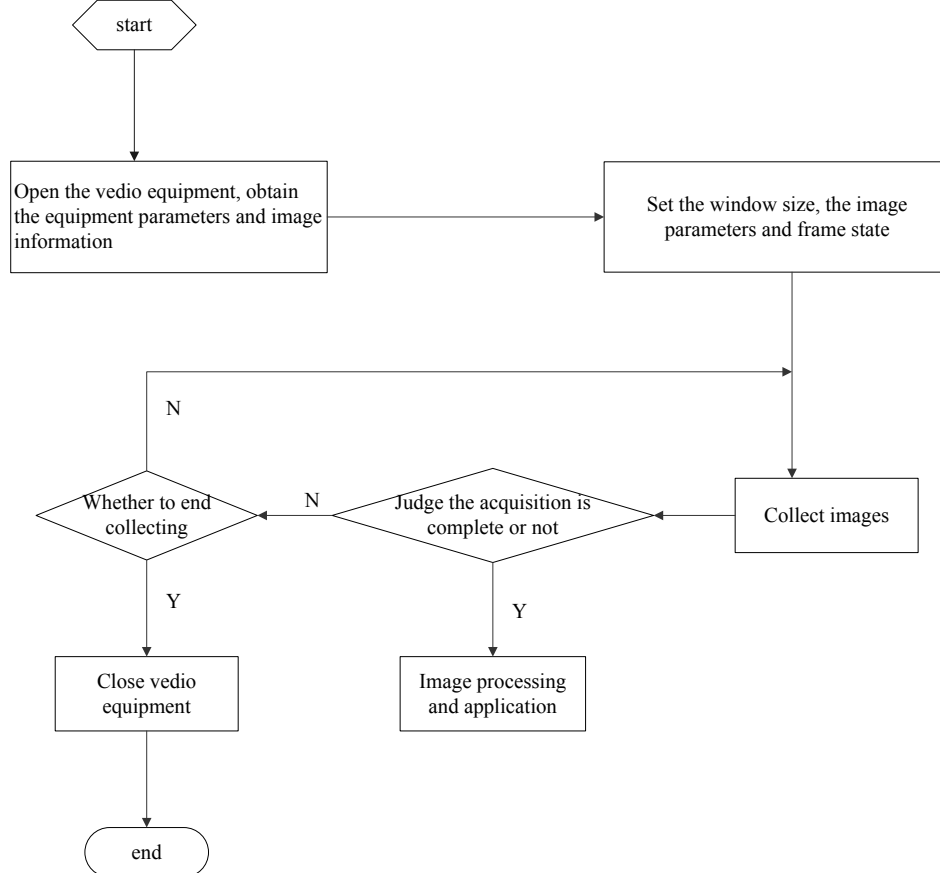 start
Open the vedio equipment, obtain
the equipment parameters and image
information
Set the window size, the image
parameters and frame state
N
Whether to end
collecting
N
Judge the acquisition is
complete or not
Collect images
Y
Y
Close vedio
equipment
Image processing
and application
end